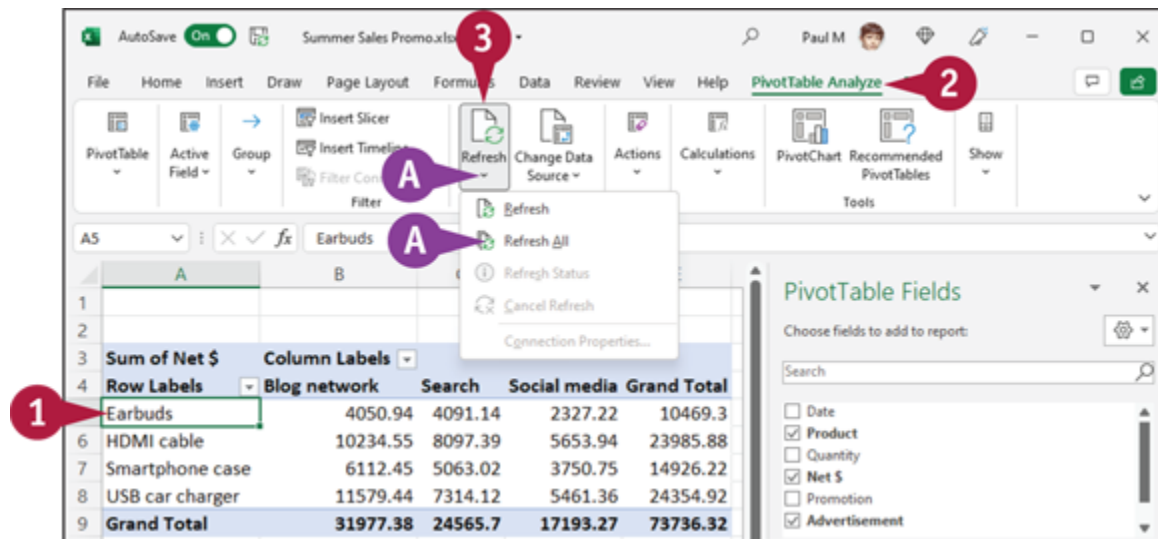 AutoSave On Summer Sales Promo.xlsx Paul M
File Home Insert Draw Page Layout Formulas Data Review View Help PivotTable Analyze
3
2
PivotTable
Active Field
Group
Insert Slicer
Insert Timeline
Filter
Filter
Refresh
Change Data Source
Actions
Calculations
PivotChart
Recommended PivotTables
Tools
Show
A
Refresh
A
Refresh All
Refresh Status
Cancel Refresh
Connection Properties...
A5 fx Earbuds
A B E
PivotTable Fields
Choose fields to add to report:
Search
Date
Product
Quantity
Net $
Promotion
Advertisement
1
2
3 Sum of Net $ Column Labels
4 Row Labels Blog network Search Social media Grand Total
1
Earbuds 4050.94 4091.14 2327.22 10469.3
6 HDMI cable 10234.55 8097.39 5653.94 23985.88
7 Smartphone case 6112.45 5063.02 3750.75 14926.22
8 USB car charger 11579.44 7314.12 5461.36 24354.92
9 Grand Total 31977.38 24565.7 17193.27 73736.32